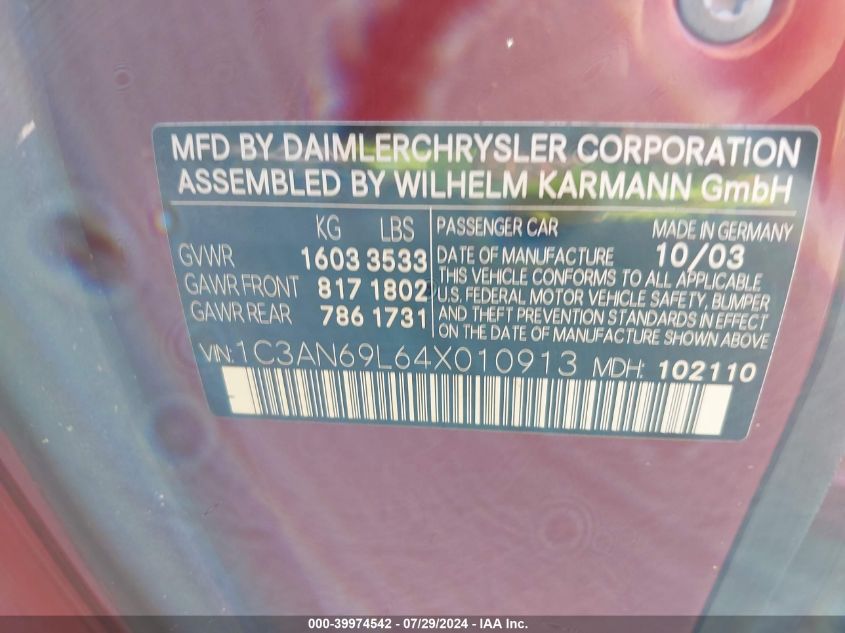 MFD BY DAIMLERCHRYSLER CORPORATION
ASSEMBLED BY WILHELM KARMANN GmbH
KG LBS
GVWR 1603 3533
GAWR FRONT 817 1802
GAWR REAR 786 1731
PASSENGER CAR MADE IN GERMANY
DATE OF MANUFACTURE 10/03
THIS VEHICLE CONFORMS TO ALL APPLICABLE
U.S. FEDERAL MOTOR VEHICLE SAFETY, BUMPER
AND THEFT PREVENTION STANDARDS IN EFFECT
ON THE DATE OF MANUFACTURE SHOWN ABOVE.
VIN: 1C3AN69L64X010913 MDH: 102110
000-39974542 - 07/29/2024 - IAA Inc.